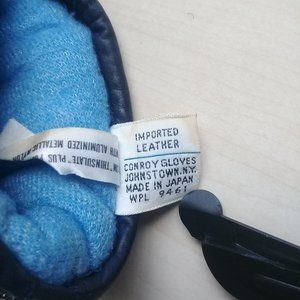 IMPORTED
LEATHER
CONROY GLOVES
JOHNSTOWN.N.Y.
MADE IN JAPAN
WPL 9461
"THINSULATE" PLUS
ALUMINIZED METALLIC